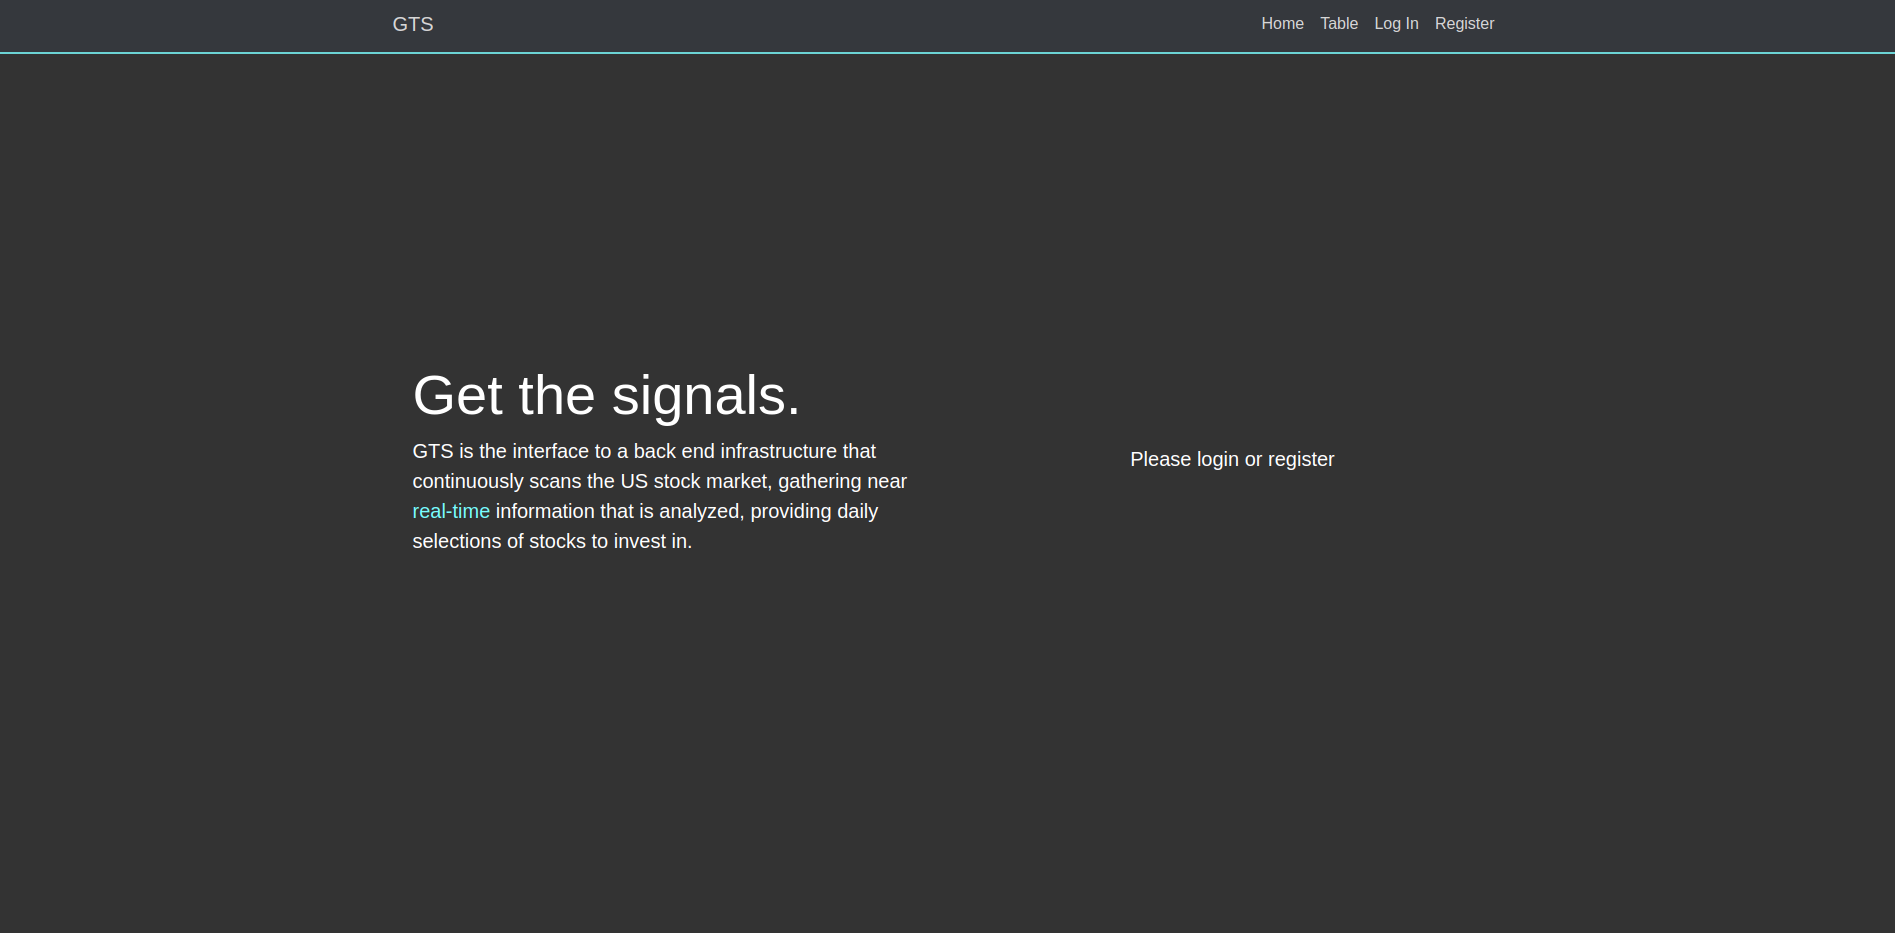 GTS
Home Table Log In Register
Get the signals.
GTS is the interface to a back end infrastructure that
continuously scans the US stock market, gathering near
real-time information that is analyzed, providing daily
selections of stocks to invest in.
Please login or register